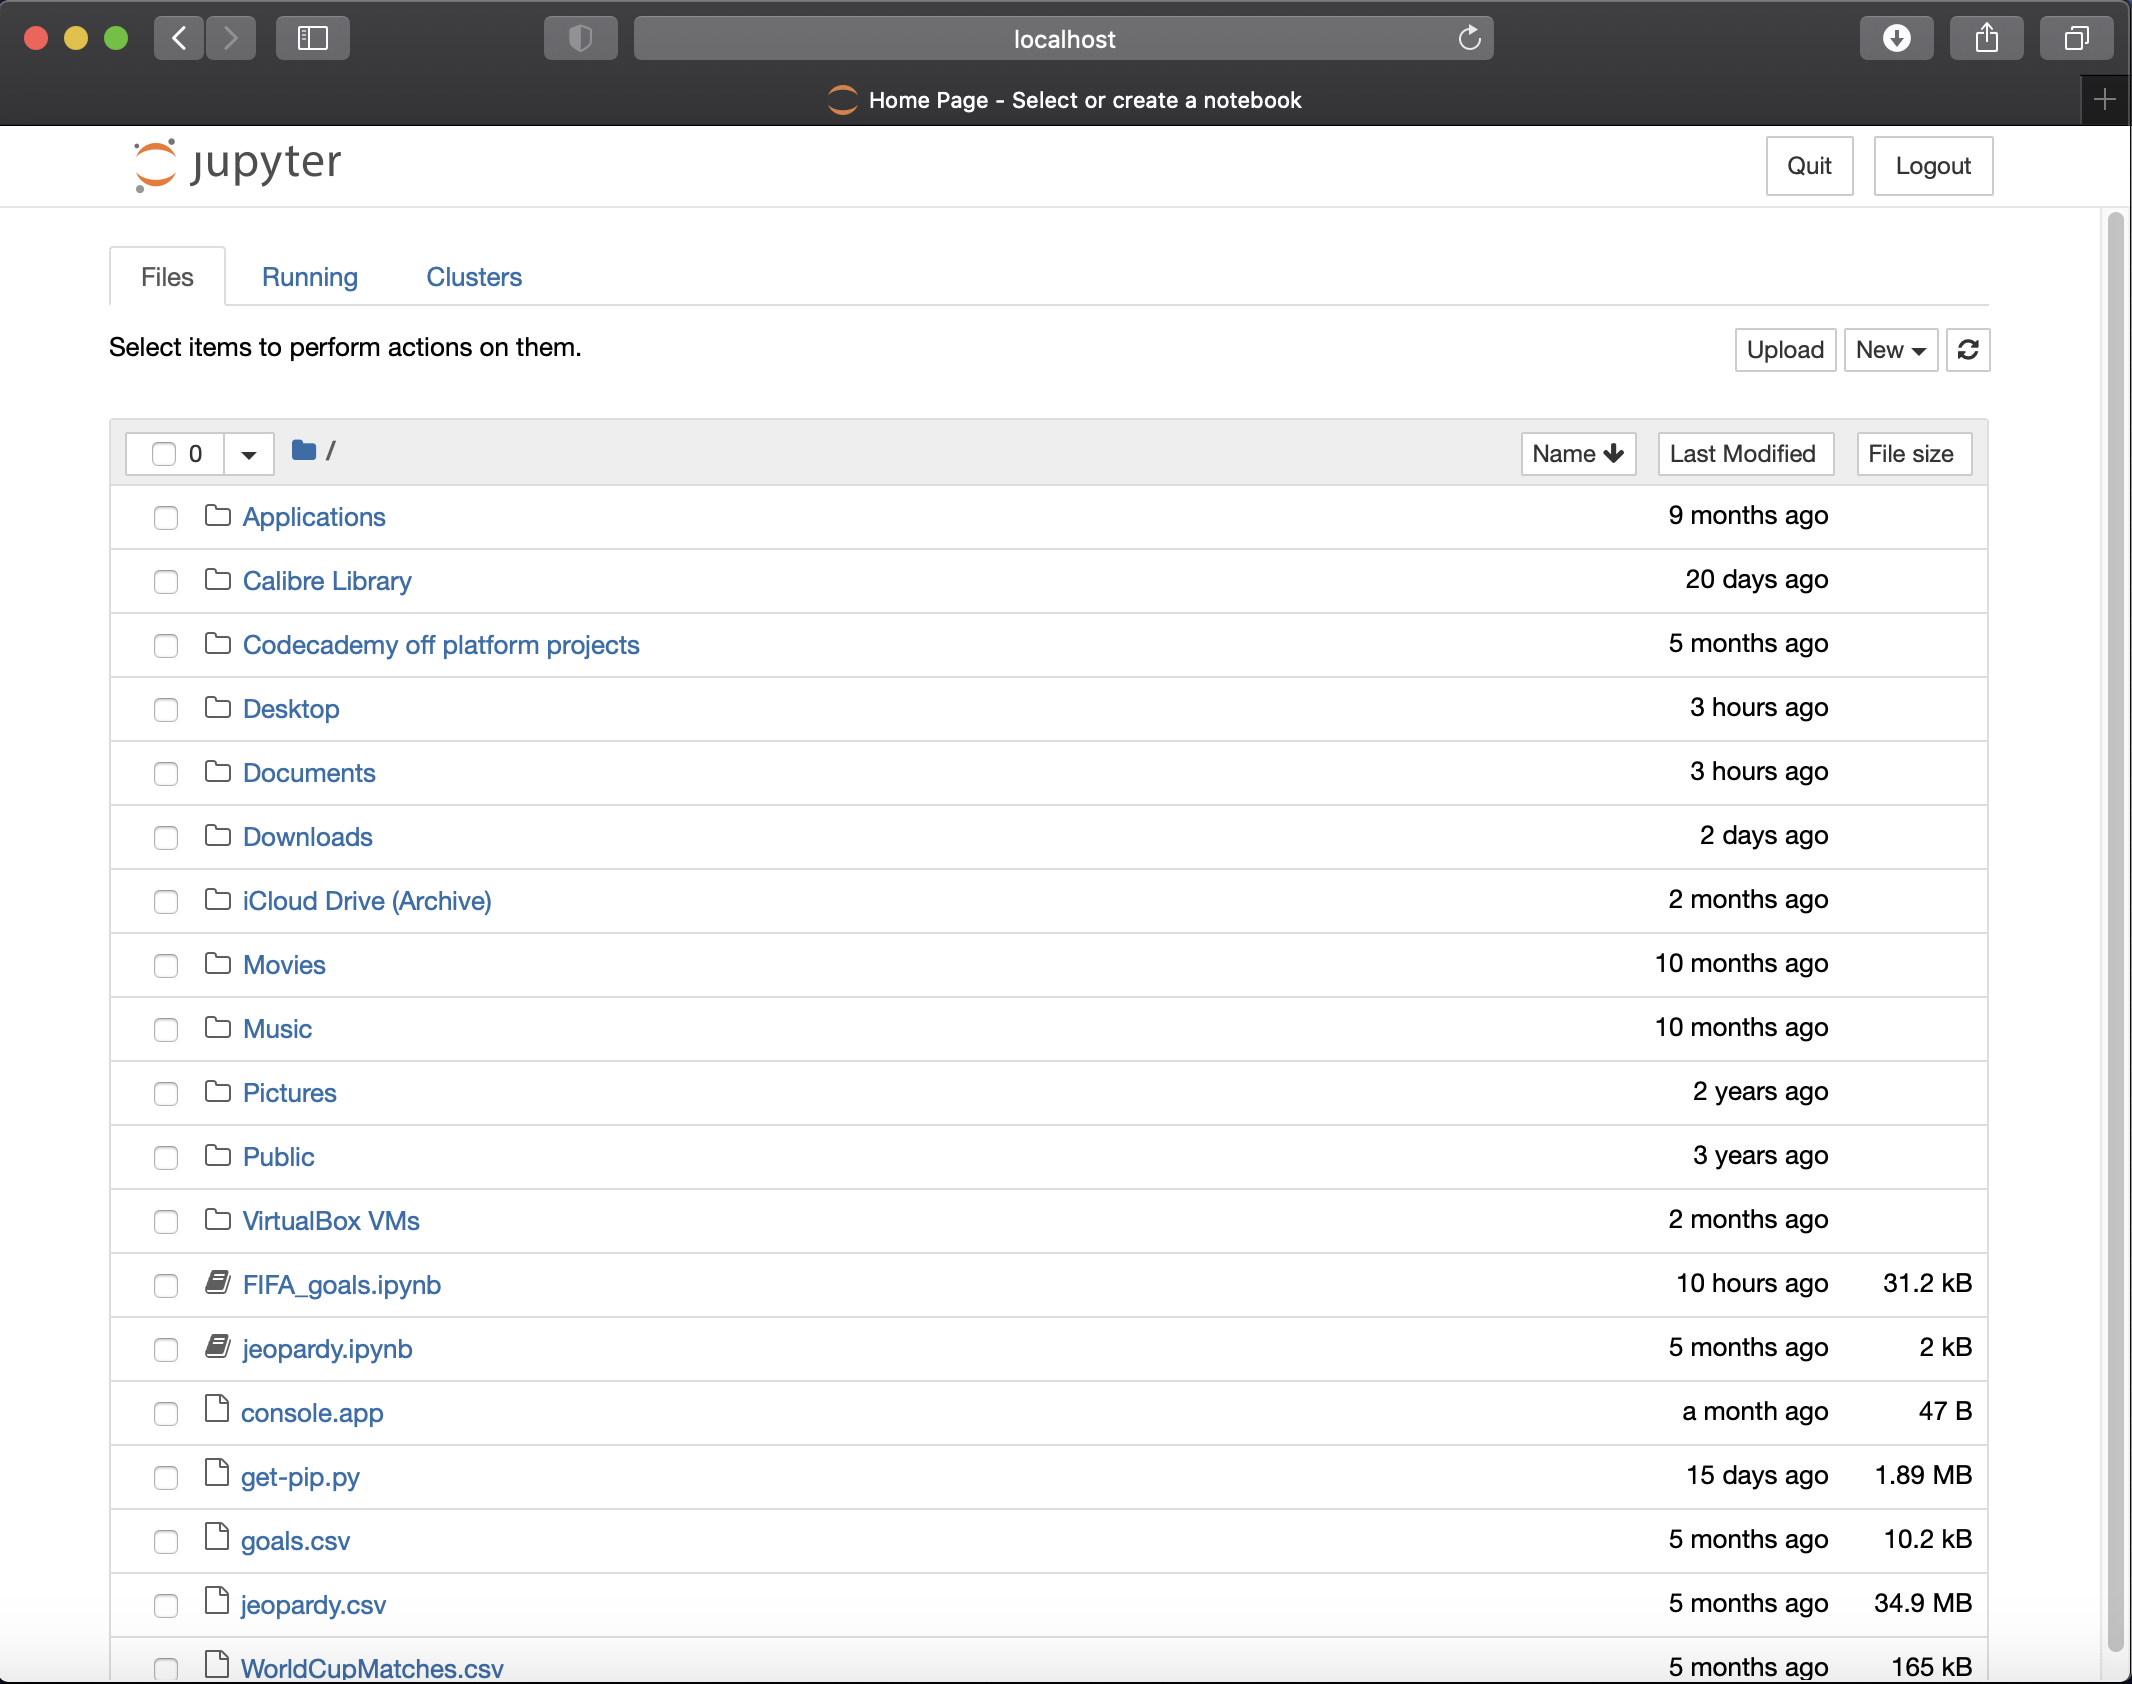 localhost
Home Page - Select or create a notebook
jupyter
Quit Logout
Files Running Clusters
Select items to perform actions on them.
Upload New
0 / Name Last Modified File size
Applications 9 months ago
Calibre Library 20 days ago
Codecademy off platform projects 5 months ago
Desktop 3 hours ago
Documents 3 hours ago
Downloads 2 days ago
iCloud Drive (Archive) 2 months ago
Movies 10 months ago
Music 10 months ago
Pictures 2 years ago
Public 3 years ago
VirtualBox VMs 2 months ago
FIFA_goals.ipynb 10 hours ago 31.2 kB
jeopardy.ipynb 5 months ago 2 kB
console.app a month ago 47 B
get-pip.py 15 days ago 1.89 MB
goals.csv 5 months ago 10.2 kB
jeopardy.csv 5 months ago 34.9 MB
WorldCupMatches.csv 5 months ago 165 kB